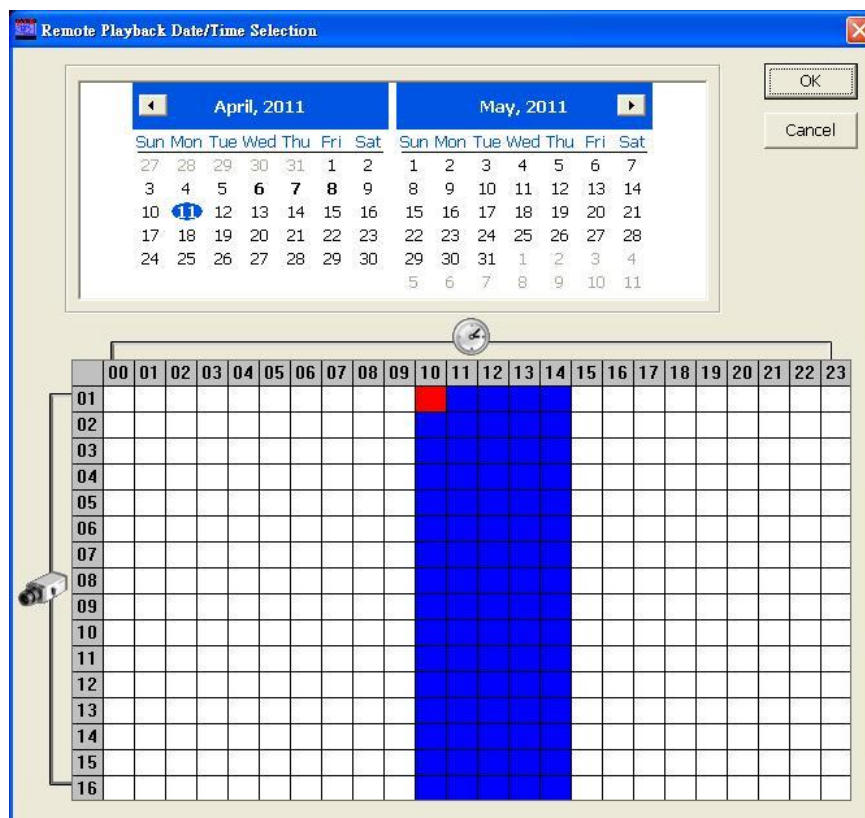 Remote Playback Date/Time Selection
OK
Cancel
April, 2011 May, 2011
Sun Mon Tue Wed Thu Fri Sat Sun Mon Tue Wed Thu Fri Sat
27 28 29 30 31 1 2 1 2 3 4 5 6 7
3 4 5 6 7 8 9 8 9 10 11 12 13 14
10 11 12 13 14 15 16 15 16 17 18 19 20 21
17 18 19 20 21 22 23 22 23 24 25 26 27 28
24 25 26 27 28 29 30 29 30 31 1 2 3 4
5 6 7 8 9 10 11
00 01 02 03 04 05 06 07 08 09 10 11 12 13 14 15 16 17 18 19 20 21 22 23
01
02
03
04
05
06
07
08
09
10
11
12
13
14
15
16